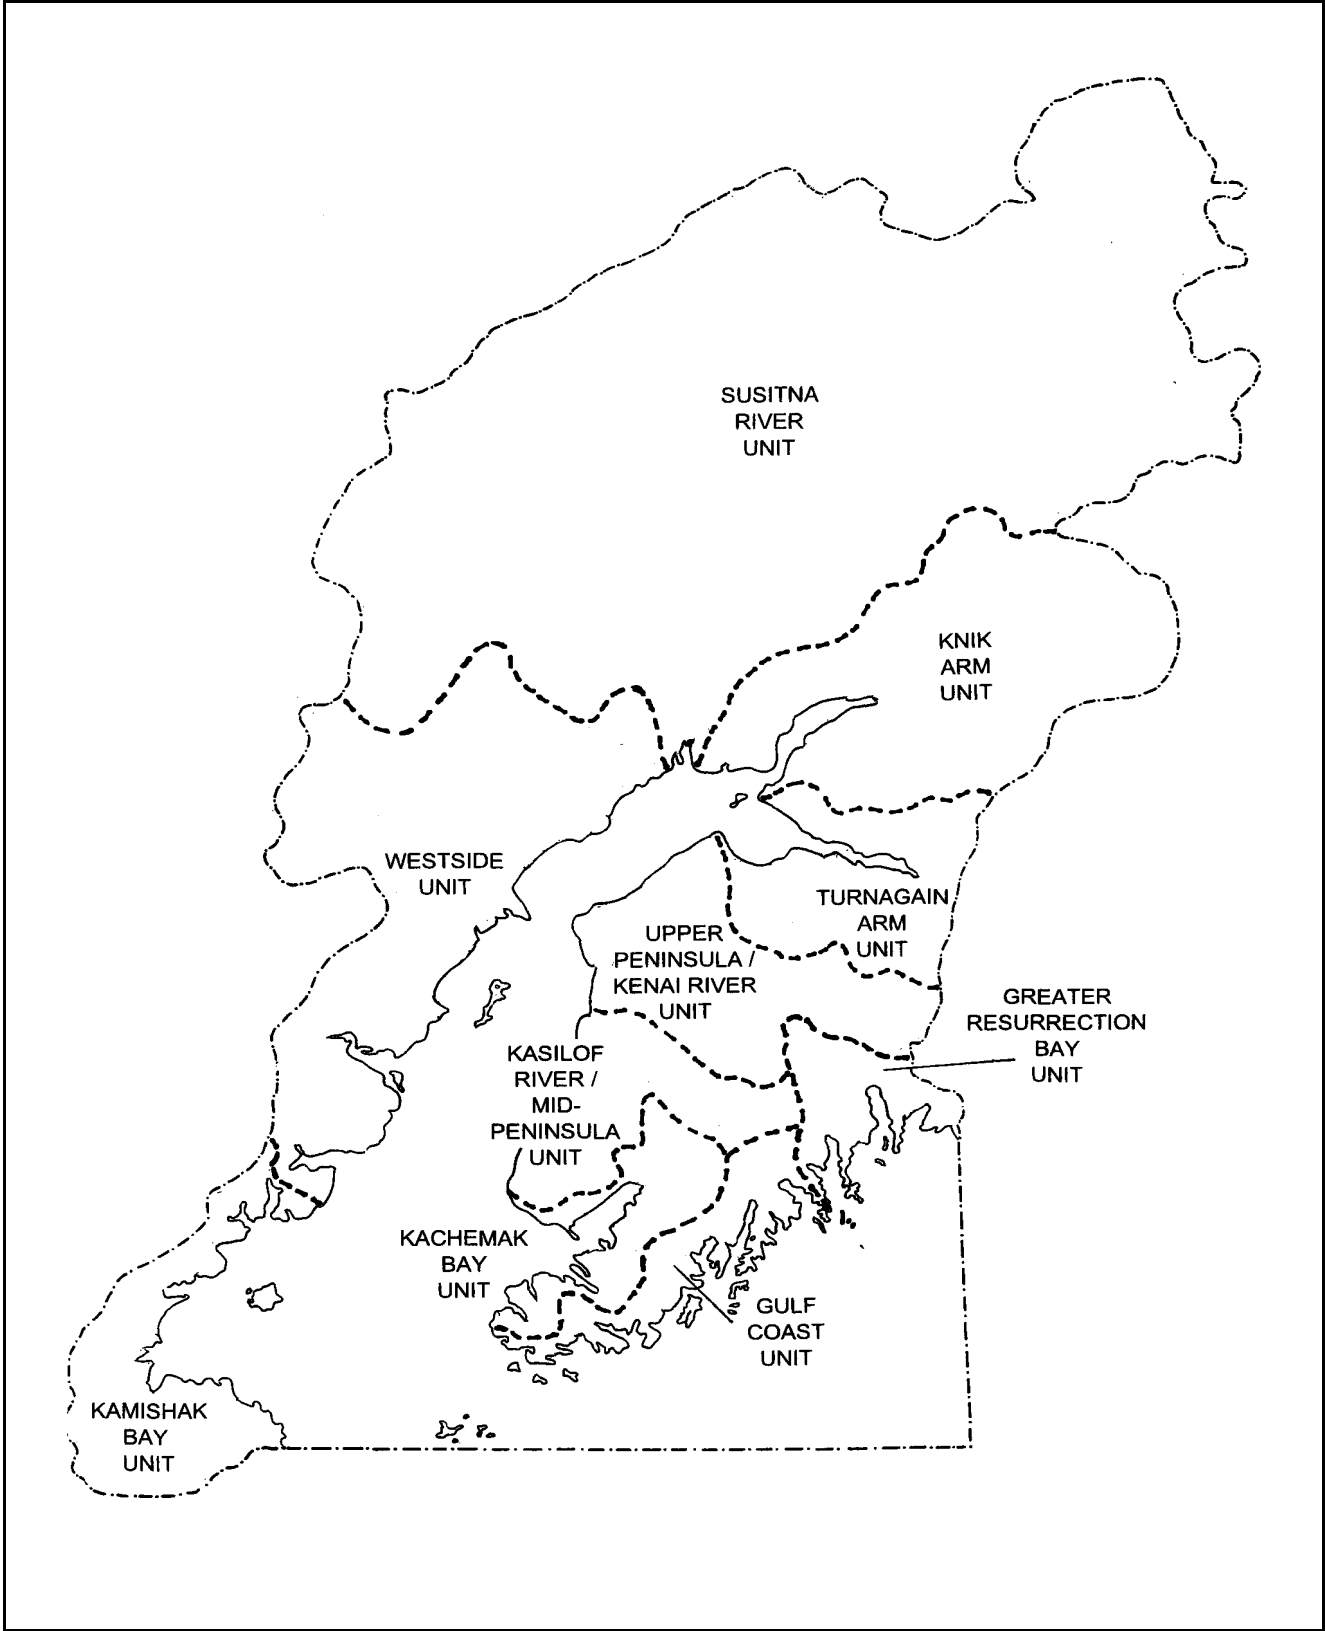 SUSITNA
RIVER
UNIT
KNIK
ARM
UNIT
WESTSIDE
UNIT
TURNAGAIN
ARM
UNIT
UPPER
PENINSULA /
KENAI RIVER
UNIT
GREATER
RESURRECTION
BAY
UNIT
KASILOF
RIVER /
MID-
PENINSULA
UNIT
KACHEMAK
BAY
UNIT
GULF
COAST
UNIT
KAMISHAK
BAY
UNIT